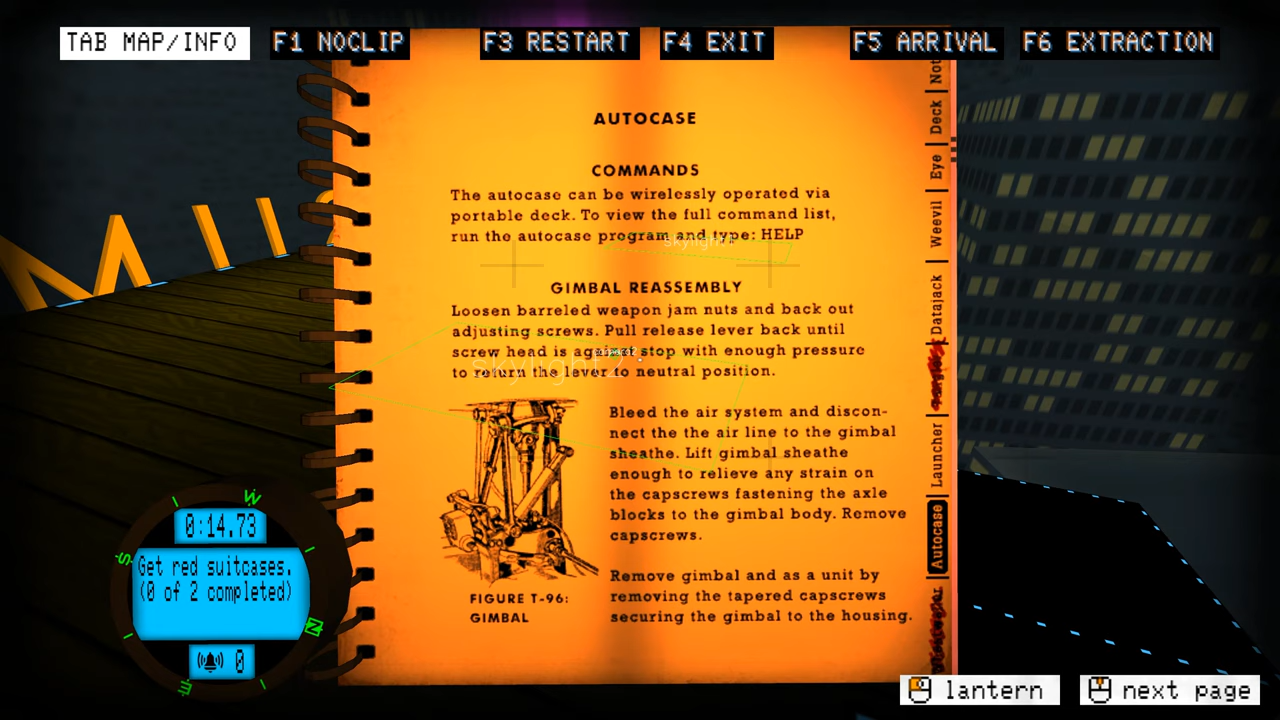 TAB MAP/INFO
F1 NOCLIP
F3 RESTART
F4 EXIT
F5 ARRIVAL
F6 EXTRACTION
AUTOCASE
COMMANDS
The autocase can be wirelessly operated via
portable deck. To view the full command list,
run the autocase program and type: HELP
skylight
GIMBAL REASSEMBLY
Loosen barreled weapon jam nuts and back out
adjusting screws. Pull release lever back until
screw head is against stop with enough pressure
to return the lever to neutral position.
skylight2
Bleed the air system and discon-
nect the the air line to the gimbal
sheathe. Lift gimbal sheathe
enough to relieve any strain on
the capscrews fastening the axle
blocks to the gimbal body. Remove
capscrews.
Remove gimbal and as a unit by
removing the tapered capscrews
securing the gimbal to the housing.
FIGURE T-96:
GIMBAL
Not
Deck
Eye
Weevil
Datajack
Launcher
Autocase
W
S
N
E
0:14.73
Get red suitcases.
(0 of 2 completed)
0
lantern
next page